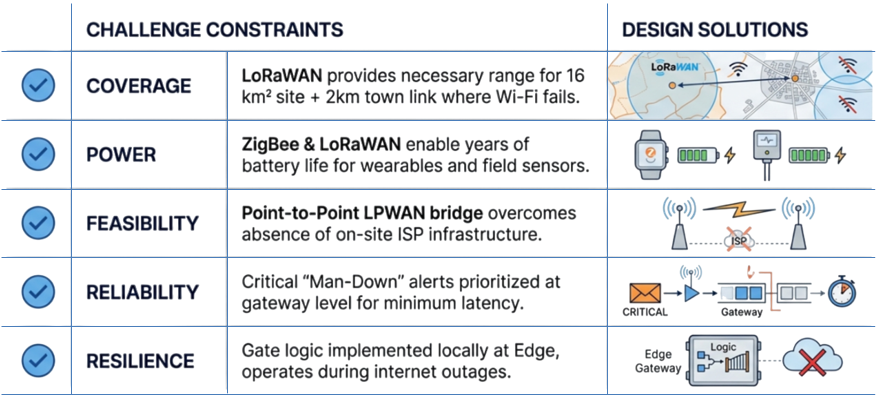 CHALLENGE CONSTRAINTS
DESIGN SOLUTIONS
COVERAGE
LoRaWAN provides necessary range for 16
km² site + 2km town link where Wi-Fi fails.
LoRaWAN
POWER
ZigBee & LoRaWAN enable years of
battery life for wearables and field sensors.
FEASIBILITY
Point-to-Point LPWAN bridge overcomes
absence of on-site ISP infrastructure.
ISP
RELIABILITY
Critical “Man-Down” alerts prioritized at
gateway level for minimum latency.
CRITICAL
Gateway
RESILIENCE
Gate logic implemented locally at Edge,
operates during internet outages.
Edge
Gateway
Logic